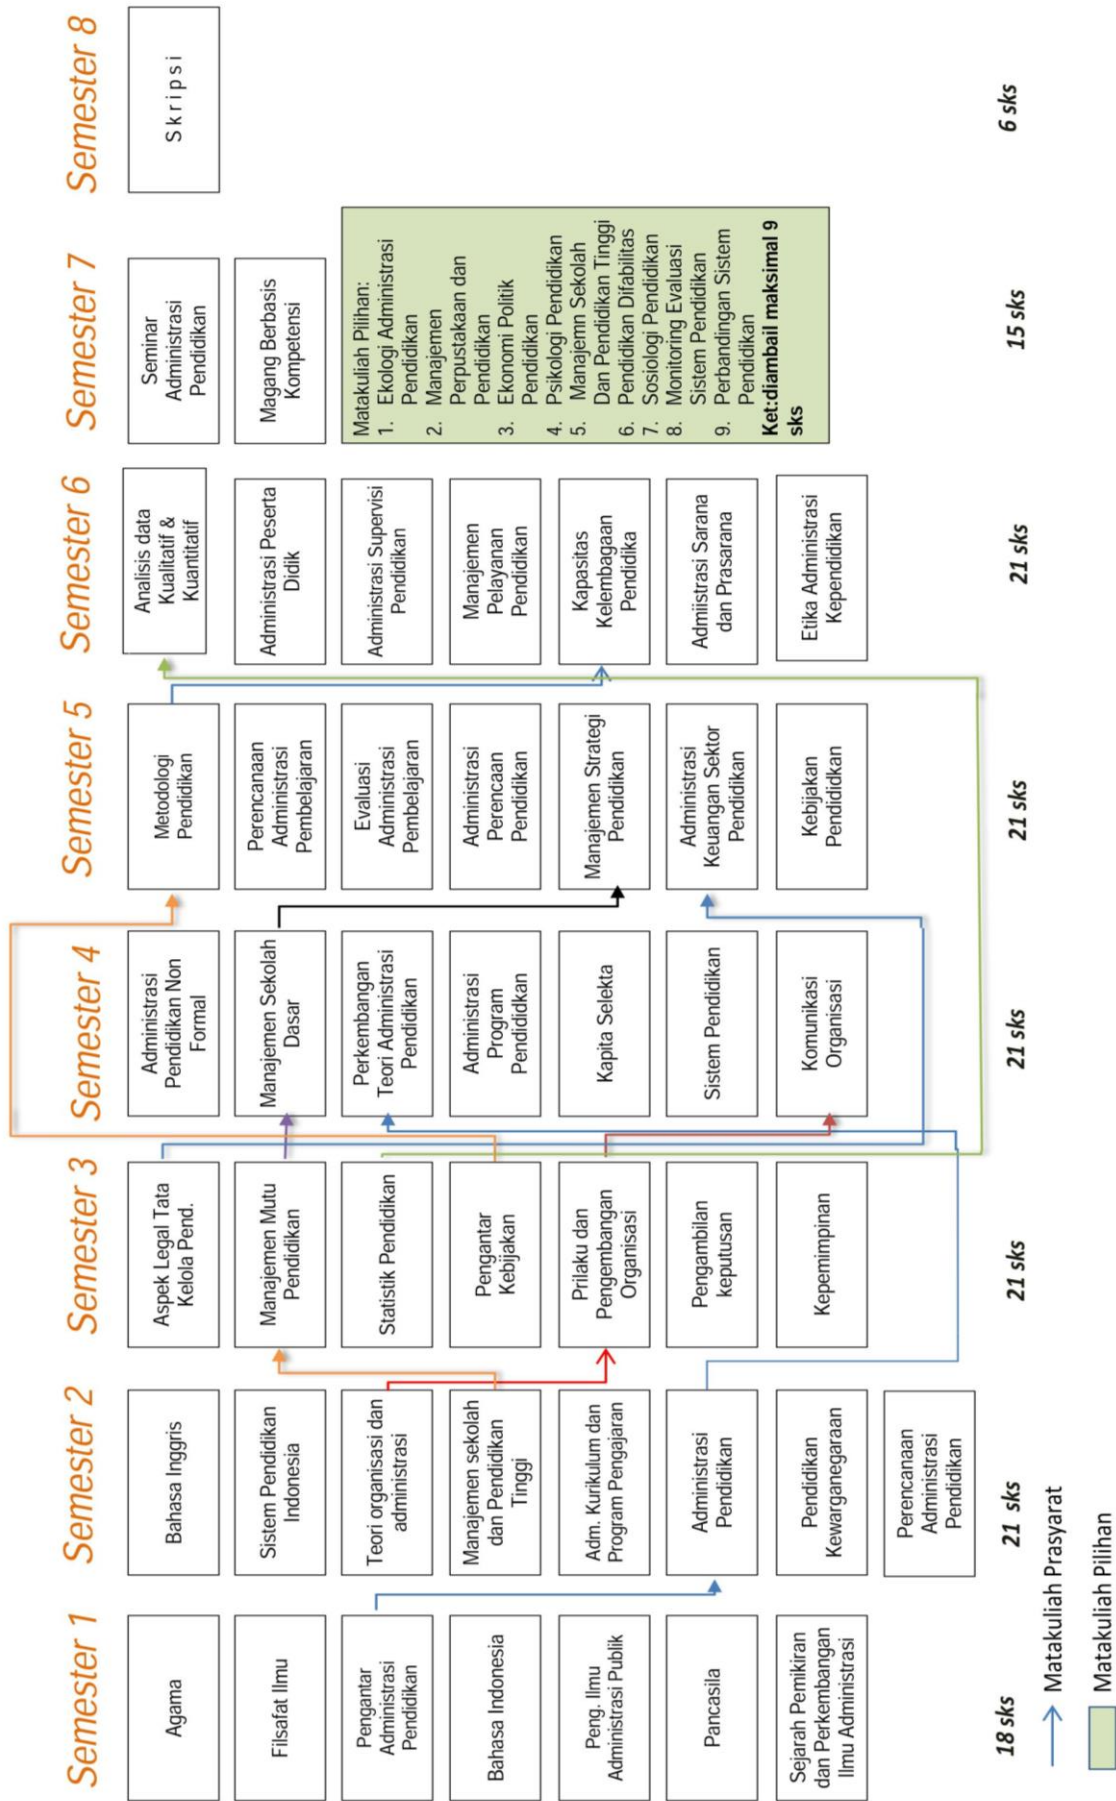 Semester 1
Agama
Filsafat Ilmu
Pengantar
Administrasi
Pendidikan
Bahasa Indonesia
Peng. Ilmu
Administrasi Publik
Pancasila
Sejarah Pemikiran
dan Perkembangan
Ilmu Administrasi
18 sks
Semester 2
Bahasa Inggris
Sistem Pendidikan
Indonesia
Teori organisasi dan
administrasi
Manajemen sekolah
dan Pendidikan
Tinggi
Adm. Kurikulum dan
Program Pengajaran
Administrasi
Pendidikan
Pendidikan
Kewarganegaraan
Perencanaan
Administrasi
Pendidikan
21 sks
Semester 3
Aspek Legal Tata
Kelola Pend.
Manajemen Mutu
Pendidikan
Statistik Pendidikan
Pengantar
Kebijakan
Prilaku dan
Pengembangan
Organisasi
Pengambilan
keputusan
Kepemimpinan
21 sks
Semester 4
Administrasi
Pendidikan Non
Formal
Manajemen Sekolah
Dasar
Perkembangan
Teori Administrasi
Pendidikan
Administrasi
Program
Pendididkan
Kapita Selekta
Sistem Pendidikan
Komunikasi
Organisasi
21 sks
Semester 5
Metodologi
Pendidikan
Perencanaan
Administrasi
Pembelajaran
Evaluasi
Administrasi
Pembelajaran
Administrasi
Perencaan
Pendidikan
Manajemen Strategi
Pendidikan
Administrasi
Keuangan Sektor
Pendidikan
Kebijakan
Pendididkan
21 sks
Semester 6
Analisis data
Kualitatif &
Kuantitatif
Administrasi Peserta
Didik
Administrasi Supervisi
Pendidikan
Manajemen
Pelayanan
Pendidikan
Kapasitas
Kelembagaan
Pendidika
Admiistrasi Sarana
dan Prasarana
Etika Administrasi
Kependidikan
21 sks
Semester 7
Seminar
Administrasi
Pendidikan
Magang Berbasis
Kompetensi
Matakuliah Pilihan:
1. Ekologi Administrasi
Pendidikan
2. Manajemen
Perpustakaan dan
Pendidikan
3. Ekonomi Politik
Pendidikan
4. Psikologi Pendidikan
5. Manajemn Sekolah
Dan Pendidikan Tinggi
6. Pendidikan Difabilitas
7. Sosiologi Pendidikan
8. Monitoring Evaluasi
Sistem Pendidikan
9. Perbandingan Sistem
Pendidikan
Ket:diambail maksimal 9
sks
15 sks
Semester 8
S k r i p s i
6 sks
Matakuliah Prasyarat
Matakuliah Pilihan